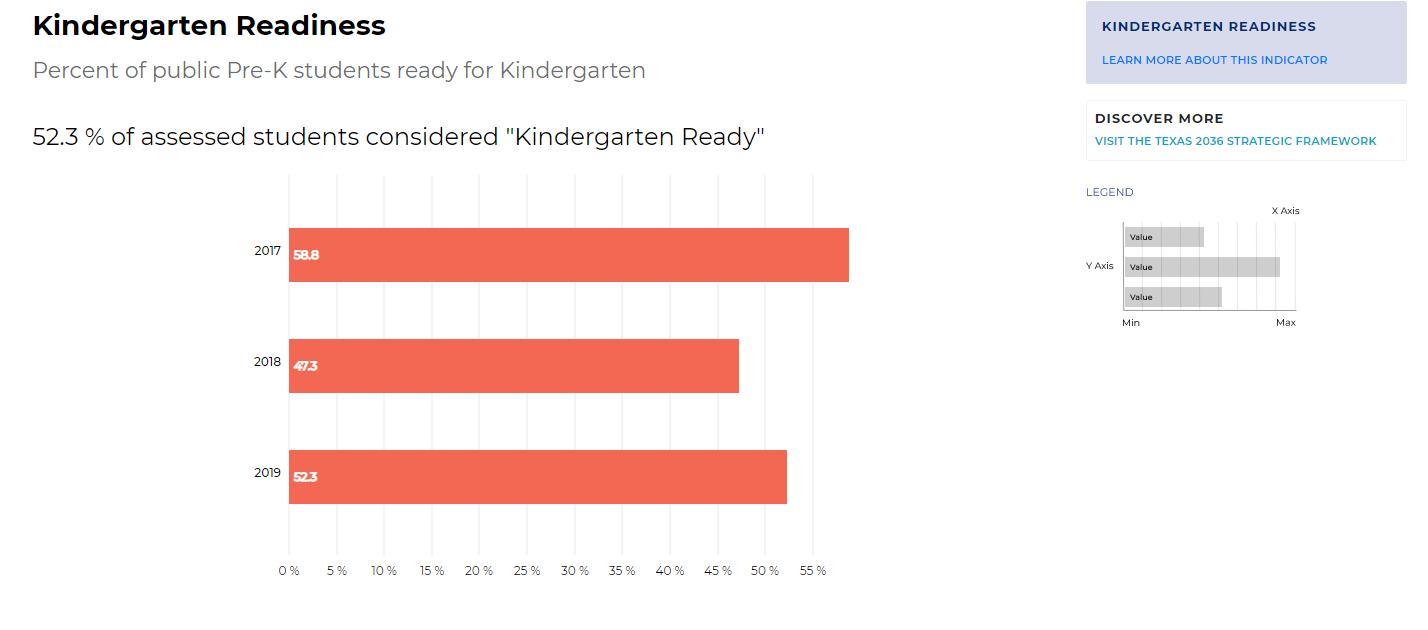 Kindergarten Readiness
Percent of public Pre-K students ready for Kindergarten
52.3 % of assessed students considered "Kindergarten Ready"
2017
58.8
2018
47.3
2019
52.3
0 % 5 % 10 % 15 % 20 % 25 % 30 % 35 % 40 % 45 % 50 % 55 %
KINDERGARTEN READINESS
LEARN MORE ABOUT THIS INDICATOR
DISCOVER MORE
VISIT THE TEXAS 2036 STRATEGIC FRAMEWORK
LEGEND
X Axis
Value
Y Axis Value
Value
Min Max